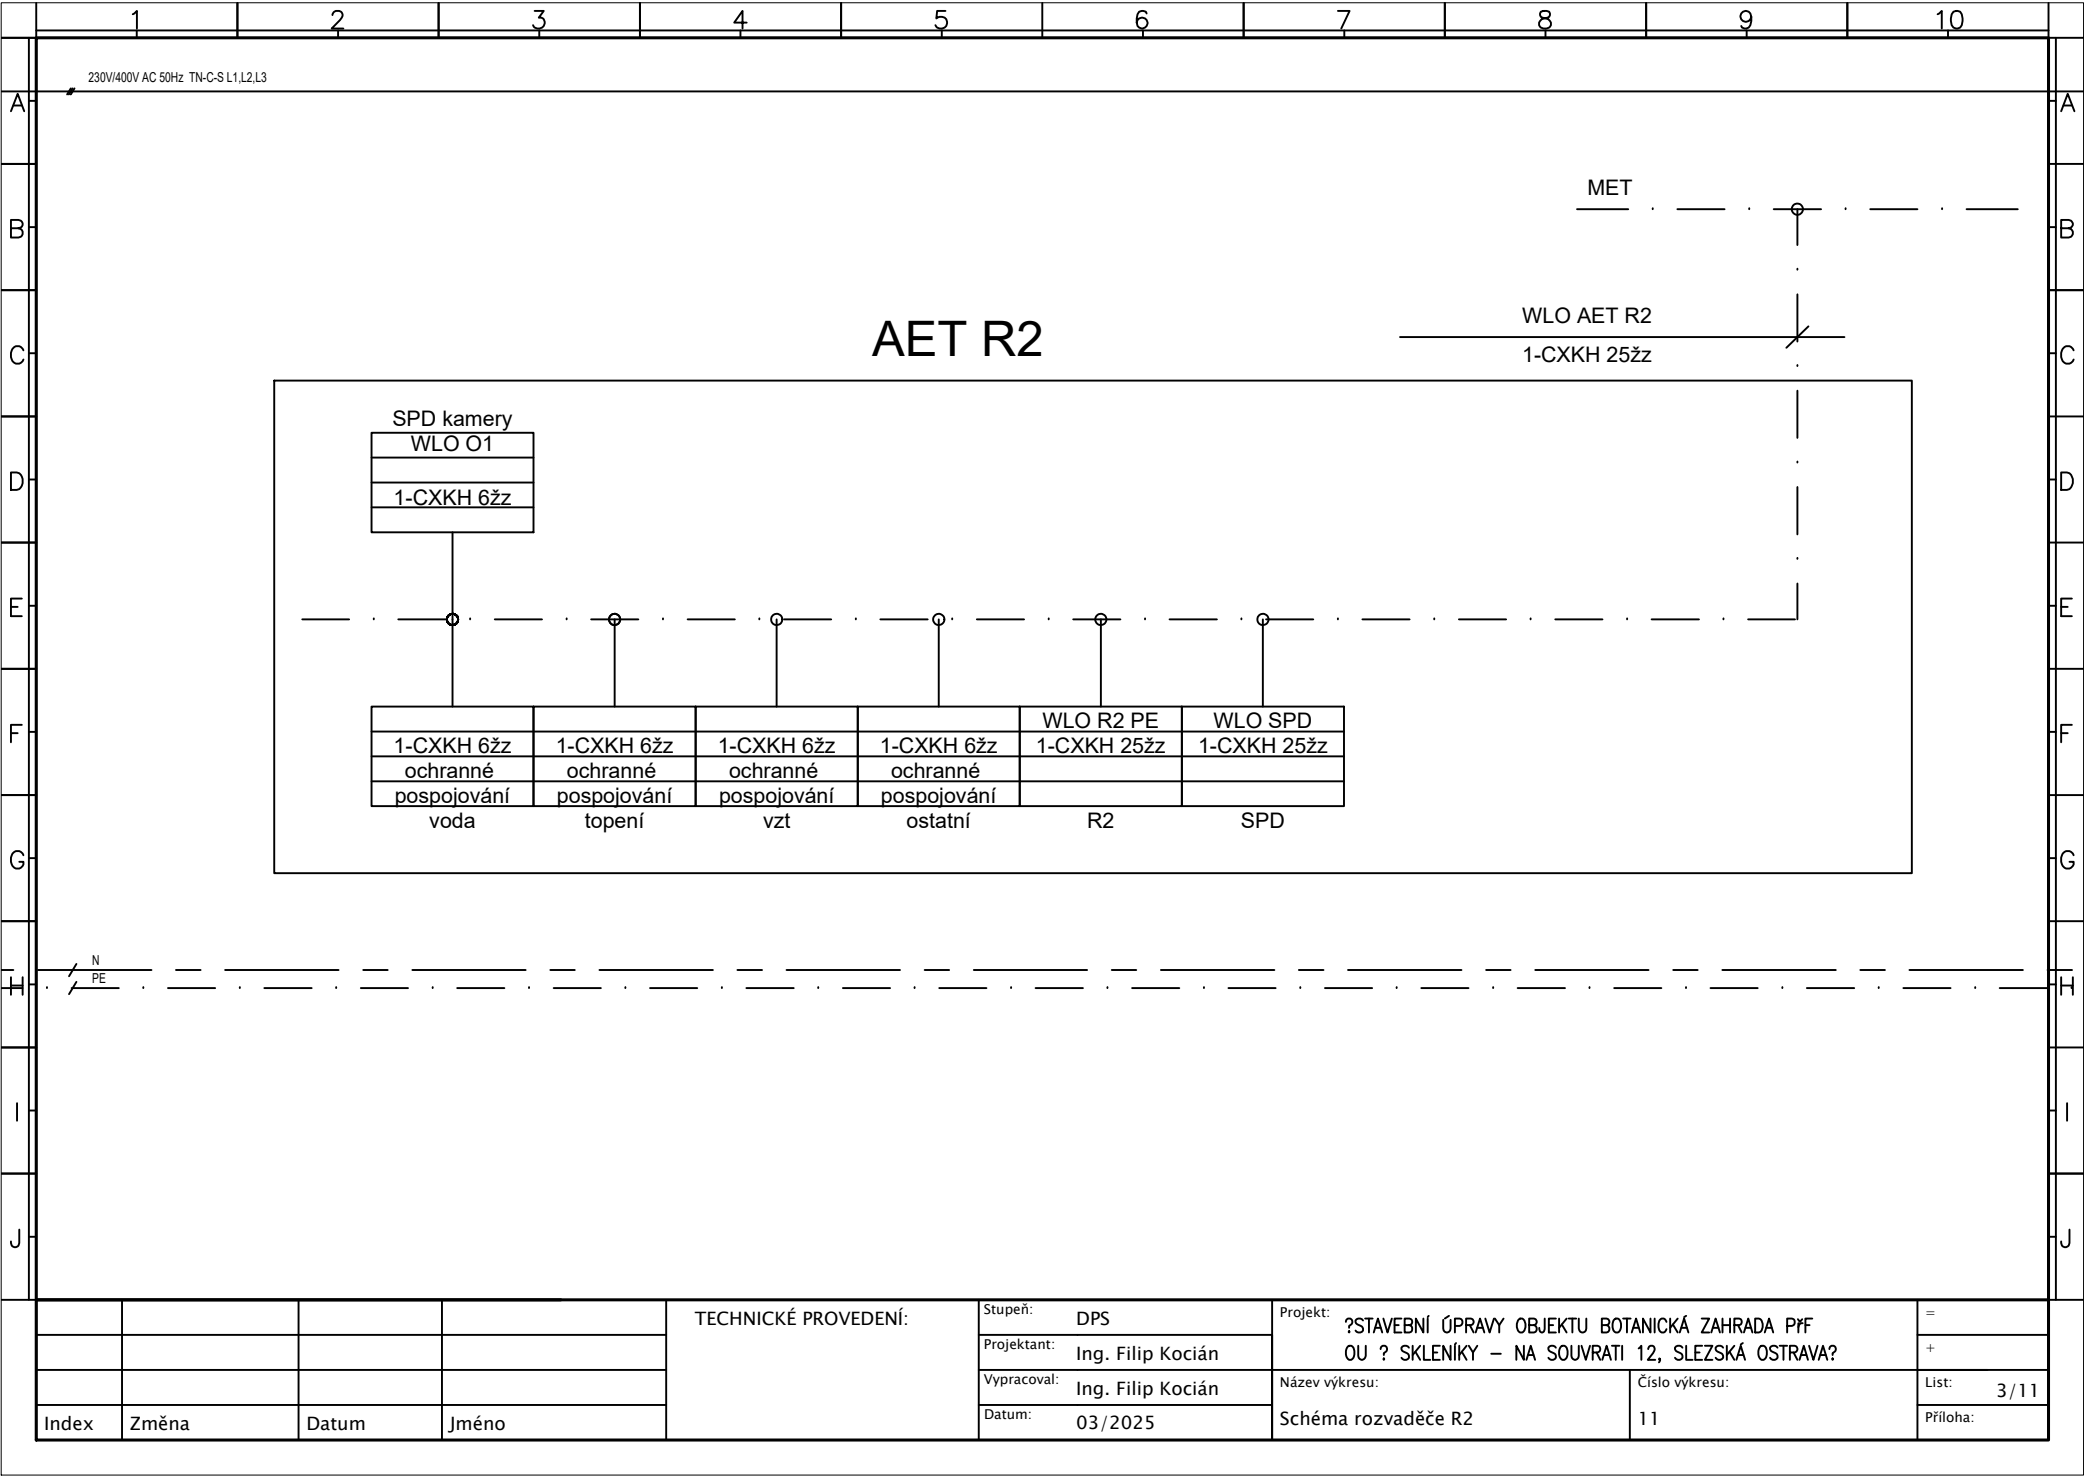 1 2 3 4 5 6 7 8 9 10
230V/400V AC 50Hz TN-C-S L1,L2,L3
A A
MET
B B
WLO AET R2
AET R2
1-CXKH 25žz
C C
SPD kamery
WLO O1
D D
1-CXKH 6žz
E E
WLO R2 PE WLO SPD
F F
1-CXKH 6žz 1-CXKH 6žz 1-CXKH 6žz 1-CXKH 6žz 1-CXKH 25žz 1-CXKH 25žz
ochranné ochranné ochranné ochranné
pospojování pospojování pospojování pospojování
voda topení vzt ostatní R2 SPD
G G
N
PE
H H
I I
J J
TECHNICKÉ PROVEDENÍ:
Stupeň: DPS
Projektant: Ing. Filip Kocián
Vypracoval: Ing. Filip Kocián
Datum: 03/2025
Projekt: ?STAVEBNÍ ÚPRAVY OBJEKTU BOTANICKÁ ZAHRADA PřF
OU ? SKLENÍKY – NA SOUVRATI 12, SLEZSKÁ OSTRAVA?
Název výkresu:
Schéma rozvaděče R2
Číslo výkresu:
11
=
+
List: 3/11
Příloha:
Index Změna Datum Jméno